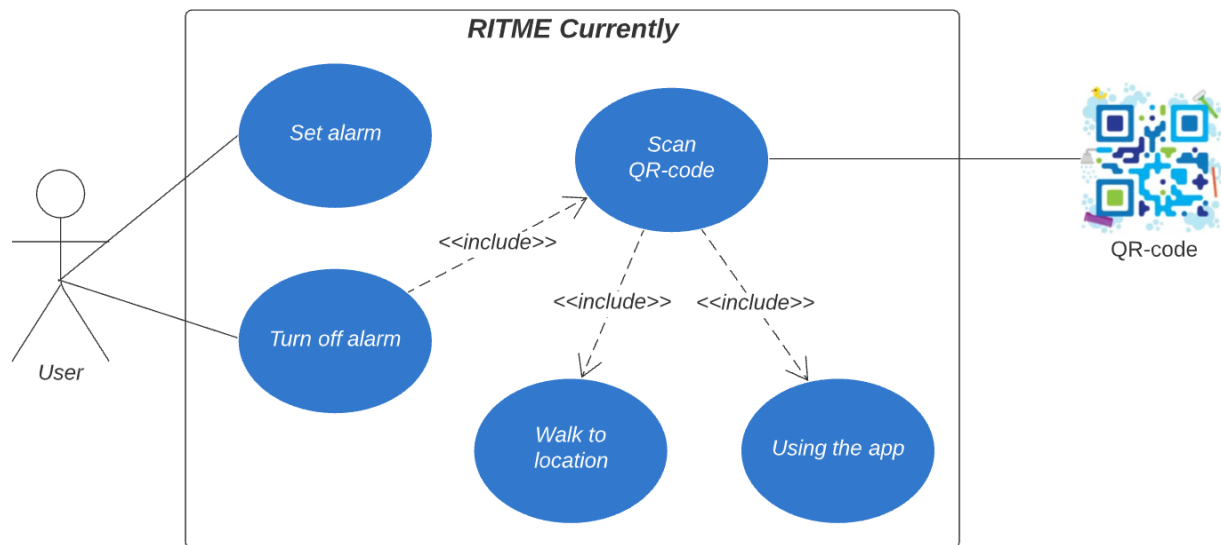 RITME Currently
Set alarm
Scan
QR-code
<<include>>
QR-code
<<include>>
<<include>>
Turn off alarm
User
Walk to
location
Using the app